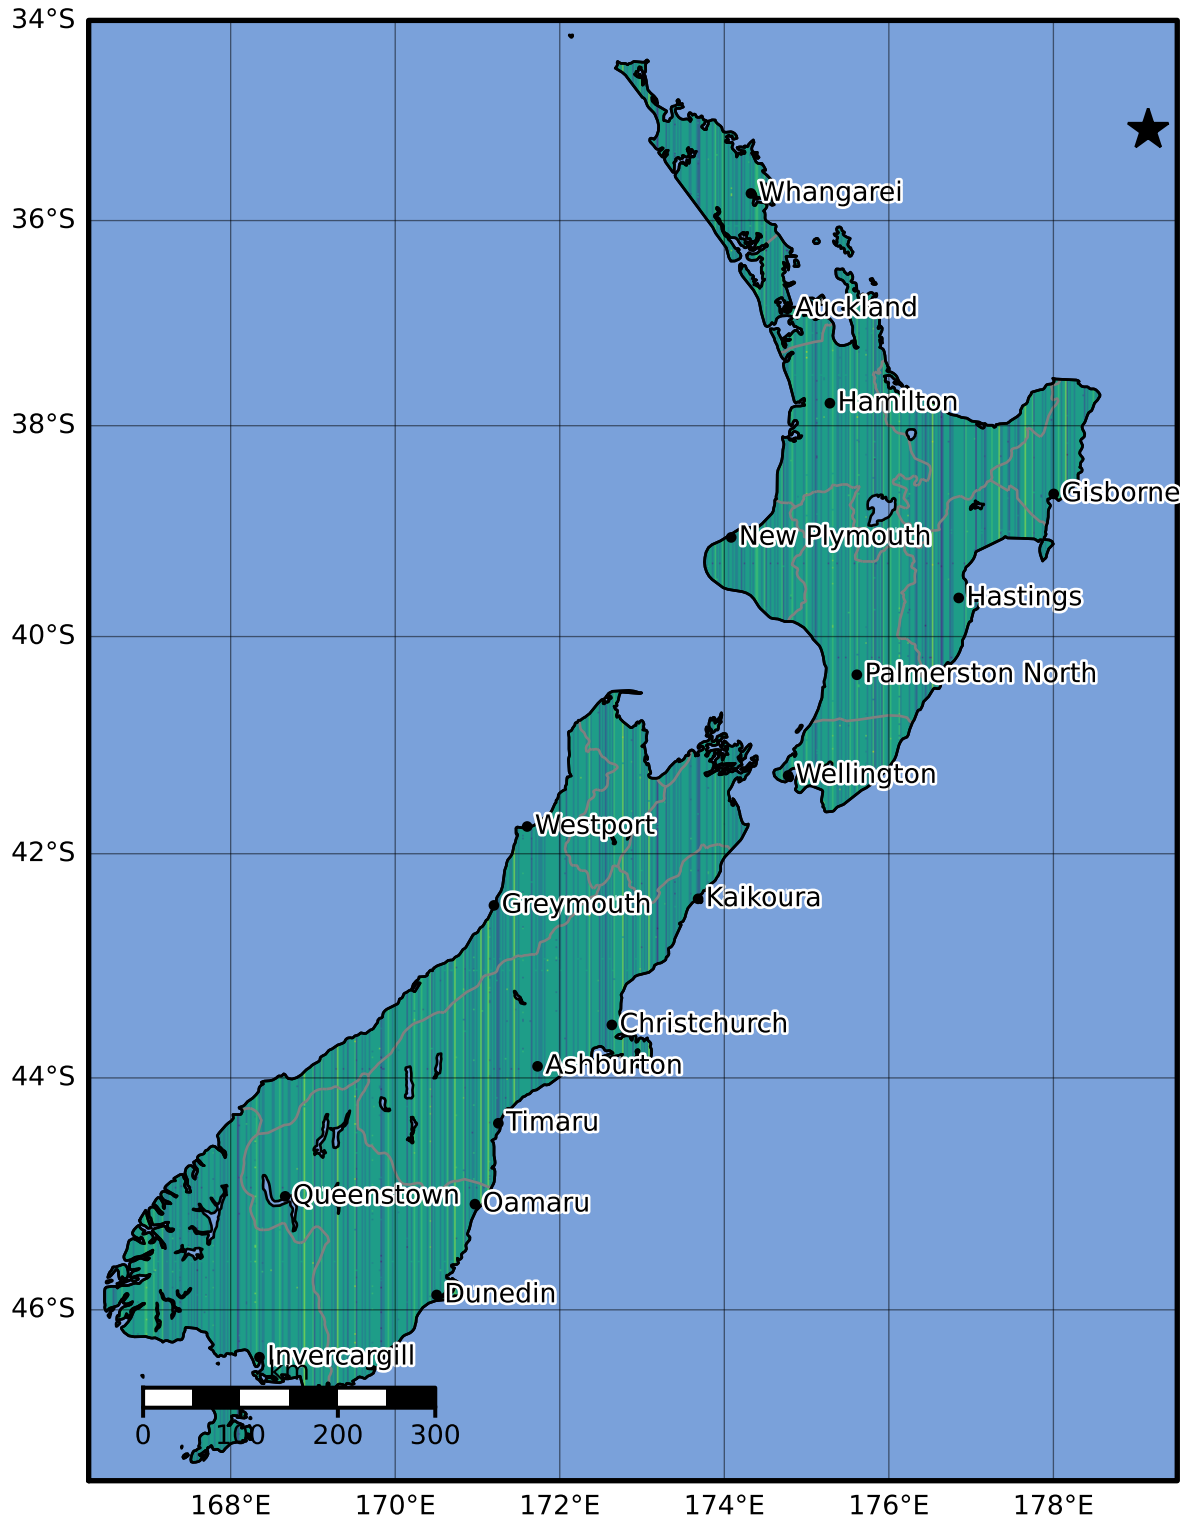 34°S
Whangarei
36°S
Auckland
Hamilton
38°S
Gisborne
New Plymouth
Hastings
40°S
Palmerston North
Wellington
Westport
42°S
Kaikoura
Greymouth
Christchurch
Ashburton
44°S
Timaru
Queenstown
Oamaru
Dunedin
46°S
Invercargill
km
0 100 200 300
168°E 170°E 172°E 174°E 176°E 178°E